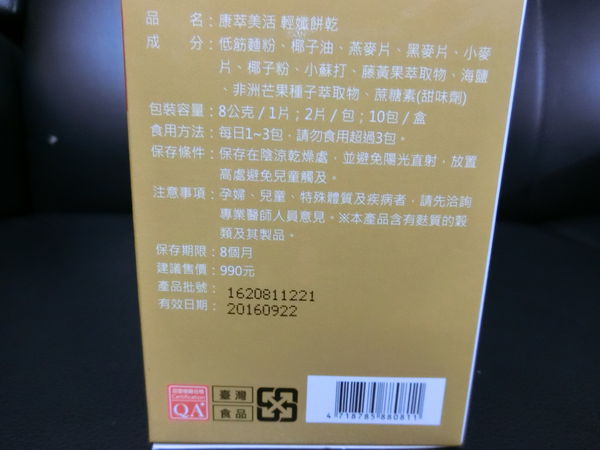 品　　名：康萃美活 輕孅餅乾
成　　分：低筋麵粉、椰子油、燕麥片、黑麥片、小麥
片、椰子粉、小蘇打、藤黃果萃取物、海鹽
、非洲芒果種子萃取物、蔗糖素(甜味劑)
包裝容量：8公克/1片；2片/包；10包/盒
食用方法：每日1~3包，請勿食用超過3包。
保存條件：保存在陰涼乾燥處，並避免陽光直射，放置
高處避免兒童觸及。
注意事項：孕婦、兒童、特殊體質及疾病者，請先洽詢
專業醫師人員意見。※本產品含有麩質的穀
類及其製品。
保存期限：8個月
建議售價：990元
產品批號：1620811221
有效日期：20160922
Certification
QA+
臺灣
食品
4 718785 880811